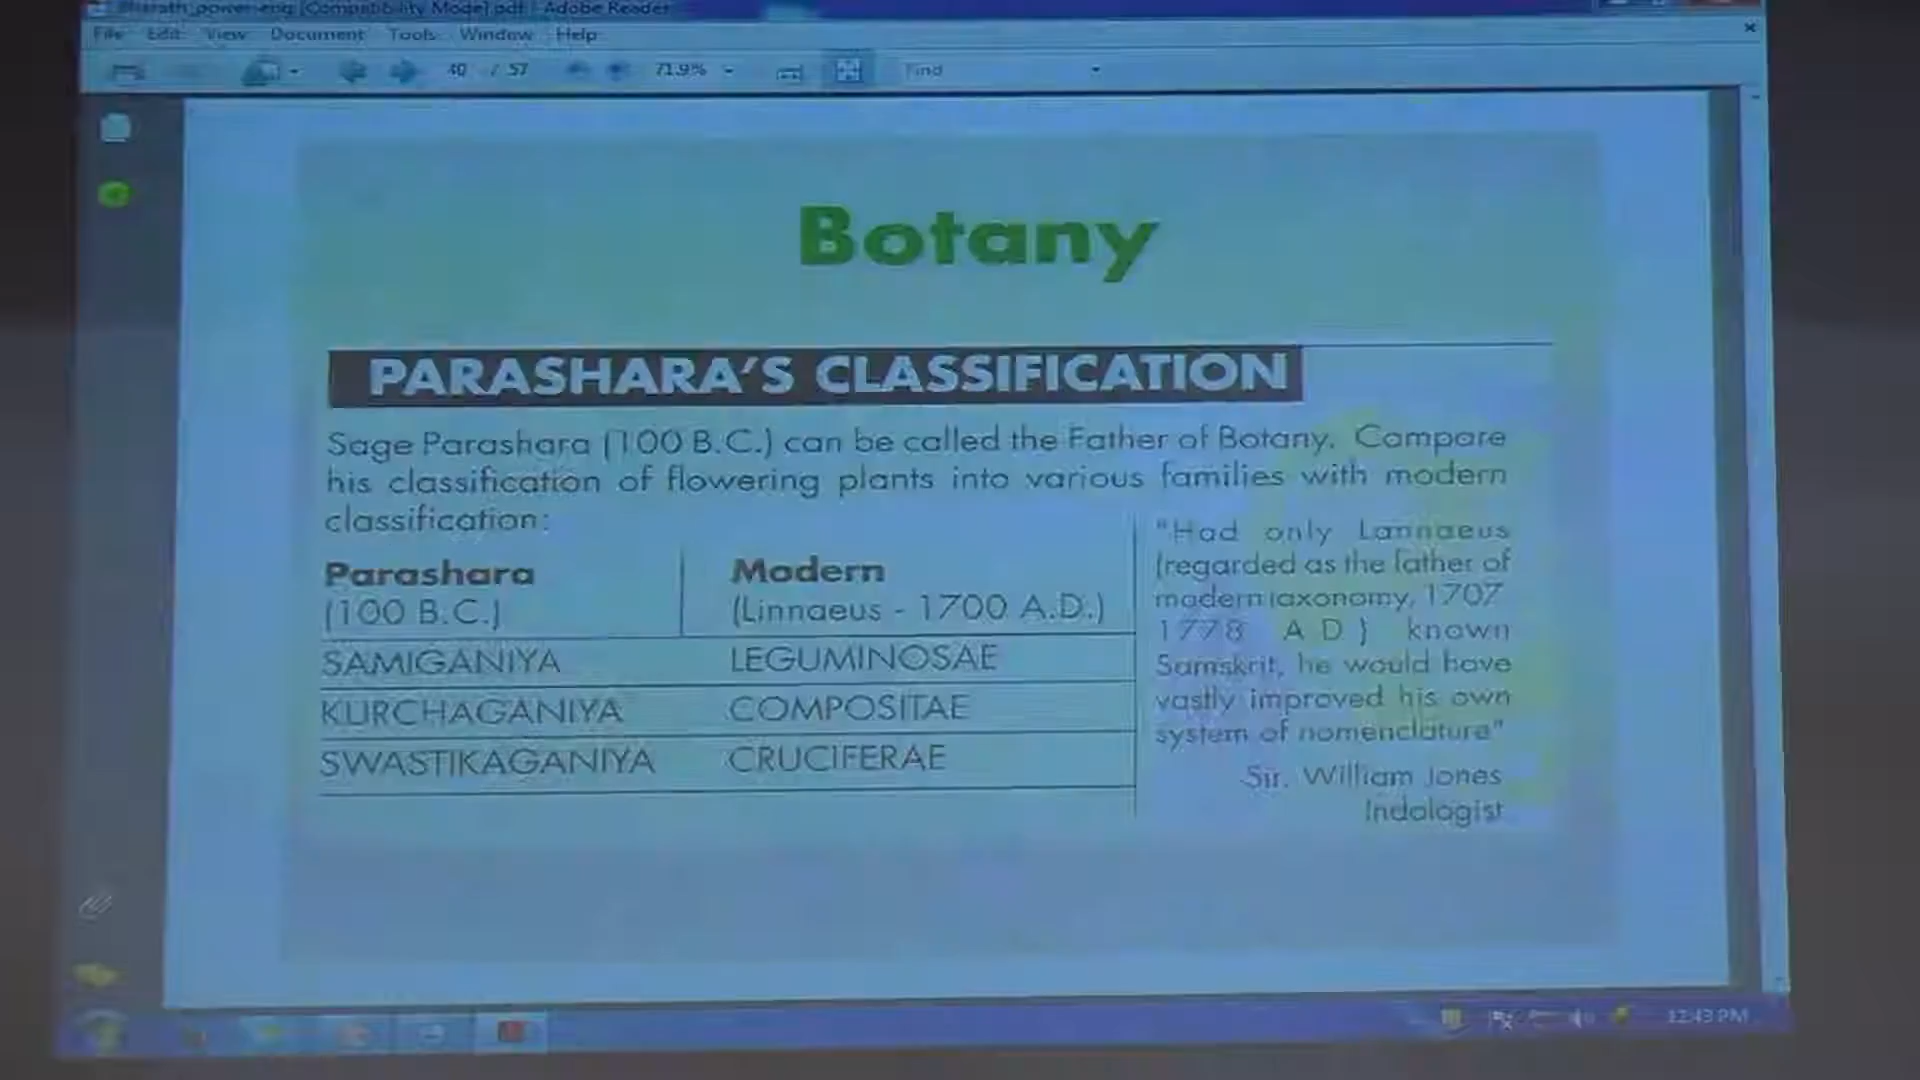 Bharath_power-eng [Compatibility Mode].pdf - Adobe Reader
File Edit View Document Tools Window Help
40 / 57 71.9% Find
Botany
PARASHARA'S CLASSIFICATION
Sage Parashara (100 B.C.) can be called the Father of Botany. Compare
his classification of flowering plants into various families with modern
classification:
Parashara Modern
(100 B.C.) (Linnaeus - 1700 A.D.)
SAMIGANIYA LEGUMINOSAE
KURCHAGANIYA COMPOSITAE
SWASTIKAGANIYA CRUCIFERAE
"Had only Lannaeus
(regarded as the father of
modern taxonomy, 1707
1778 A D ) known
Samskrit, he would have
vastly improved his own
system of nomenclature"
Sir. William Jones
Indologist
12:43 PM